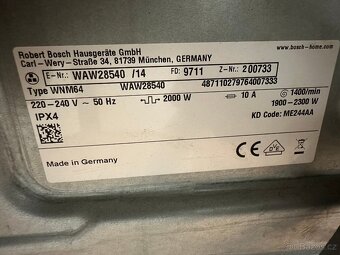 Robert Bosch Hausgeräte GmbH
Carl-Wery-Straße 34, 81739 München, GERMANY
www.bosch-home.com
E-Nr. WAW28540 /14 FD: 9711 Z-Nr. 200733
Type WNM64 WAW28540 487110279764007333
220-240 V ~ 50 Hz 2000 W 10 A 1400/min
1900-2300 W
IPX4
KD Code: ME244AA
Made in Germany